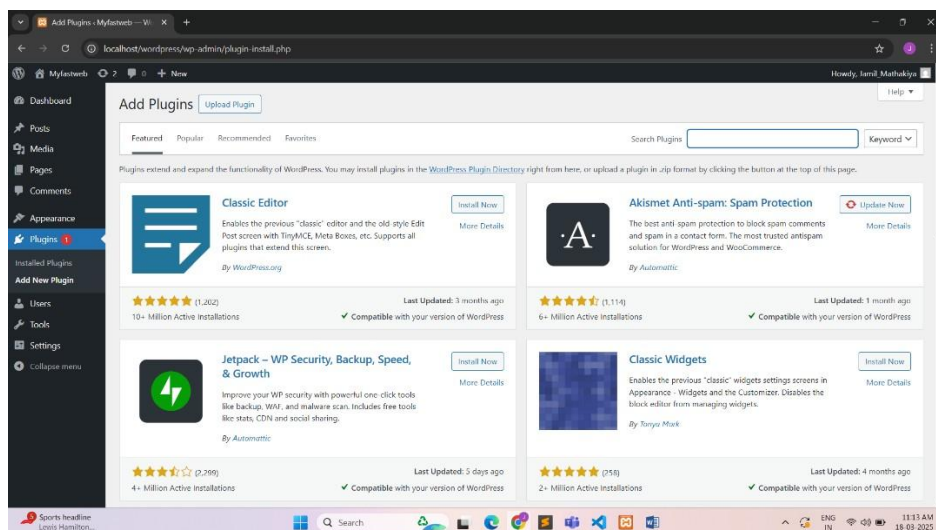 Add Plugins ‹ Myfastweb — W
localhost/wordpress/wp-admin/plugin-install.php
Myfastweb 2 0 + New Howdy, Jamil_Mathakiya
Help
Dashboard
Posts
Media
Pages
Comments
Appearance
Plugins 1
Installed Plugins
Add New Plugin
Users
Tools
Settings
Collapse menu
Add Plugins Upload Plugin
Featured Popular Recommended Favorites Search Plugins Keyword
Plugins extend and expand the functionality of WordPress. You may install plugins in the WordPress Plugin Directory right from here, or upload a plugin in .zip format by clicking the button at the top of this page.
Classic Editor
Install Now
More Details
Enables the previous "classic" editor and the old-style Edit
Post screen with TinyMCE, Meta Boxes, etc. Supports all
plugins that extend this screen.
By WordPress.org
(1,202)
10+ Million Active Installations
Last Updated: 3 months ago
Compatible with your version of WordPress
·A·
Akismet Anti-spam: Spam Protection
Update Now
More Details
The best anti-spam protection to block spam comments
and spam in a contact form. The most trusted antispam
solution for WordPress and WooCommerce.
By Automattic
(1,114)
6+ Million Active Installations
Last Updated: 1 month ago
Compatible with your version of WordPress
Jetpack – WP Security, Backup, Speed,
& Growth
Install Now
More Details
Improve your WP security with powerful one-click tools
like backup, WAF, and malware scan. Includes free tools
like stats, CDN and social sharing.
By Automattic
(2,299)
4+ Million Active Installations
Last Updated: 5 days ago
Compatible with your version of WordPress
Classic Widgets
Install Now
More Details
Enables the previous "classic" widgets settings screens in
Appearance - Widgets and the Customizer. Disables the
block editor from managing widgets.
By Tonya Mork
(258)
2+ Million Active Installations
Last Updated: 4 months ago
Compatible with your version of WordPress
Sports headline
Lewis Hamilton...
Search
ENG
IN
11:13 AM
18-03-2025